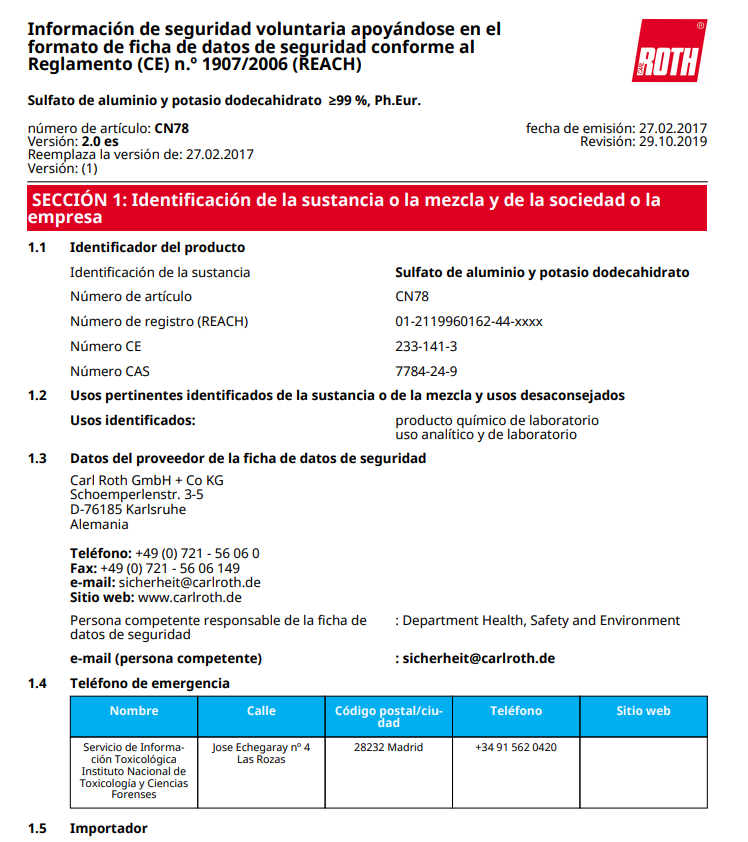 Información de seguridad voluntaria apoyándose en el
formato de ficha de datos de seguridad conforme al
Reglamento (CE) n.º 1907/2006 (REACH)
CARL
ROTH
®
Sulfato de aluminio y potasio dodecahidrato ≥99 %, Ph.Eur.
número de artículo: CN78
Versión: 2.0 es
Reemplaza la versión de: 27.02.2017
Versión: (1)
fecha de emisión: 27.02.2017
Revisión: 29.10.2019
SECCIÓN 1: Identificación de la sustancia o la mezcla y de la sociedad o la
empresa
1.1 Identificador del producto
Identificación de la sustancia Sulfato de aluminio y potasio dodecahidrato
Número de artículo CN78
Número de registro (REACH) 01-2119960162-44-xxxx
Número CE 233-141-3
Número CAS 7784-24-9
1.2 Usos pertinentes identificados de la sustancia o de la mezcla y usos desaconsejados
Usos identificados: producto químico de laboratorio
uso analítico y de laboratorio
1.3 Datos del proveedor de la ficha de datos de seguridad
Carl Roth GmbH + Co KG
Schoemperlenstr. 3-5
D-76185 Karlsruhe
Alemania
Teléfono: +49 (0) 721 - 56 06 0
Fax: +49 (0) 721 - 56 06 149
e-mail: sicherheit@carlroth.de
Sitio web: www.carlroth.de
Persona competente responsable de la ficha de : Department Health, Safety and Environment
datos de seguridad
e-mail (persona competente) : sicherheit@carlroth.de
1.4 Teléfono de emergencia
Nombre Calle Código postal/ciu- Teléfono Sitio web
dad
Servicio de Informa- Jose Echegaray nº 4 28232 Madrid +34 91 562 0420
ción Toxicológica Las Rozas
Instituto Nacional de
Toxicología y Ciencias
Forenses
1.5 Importador